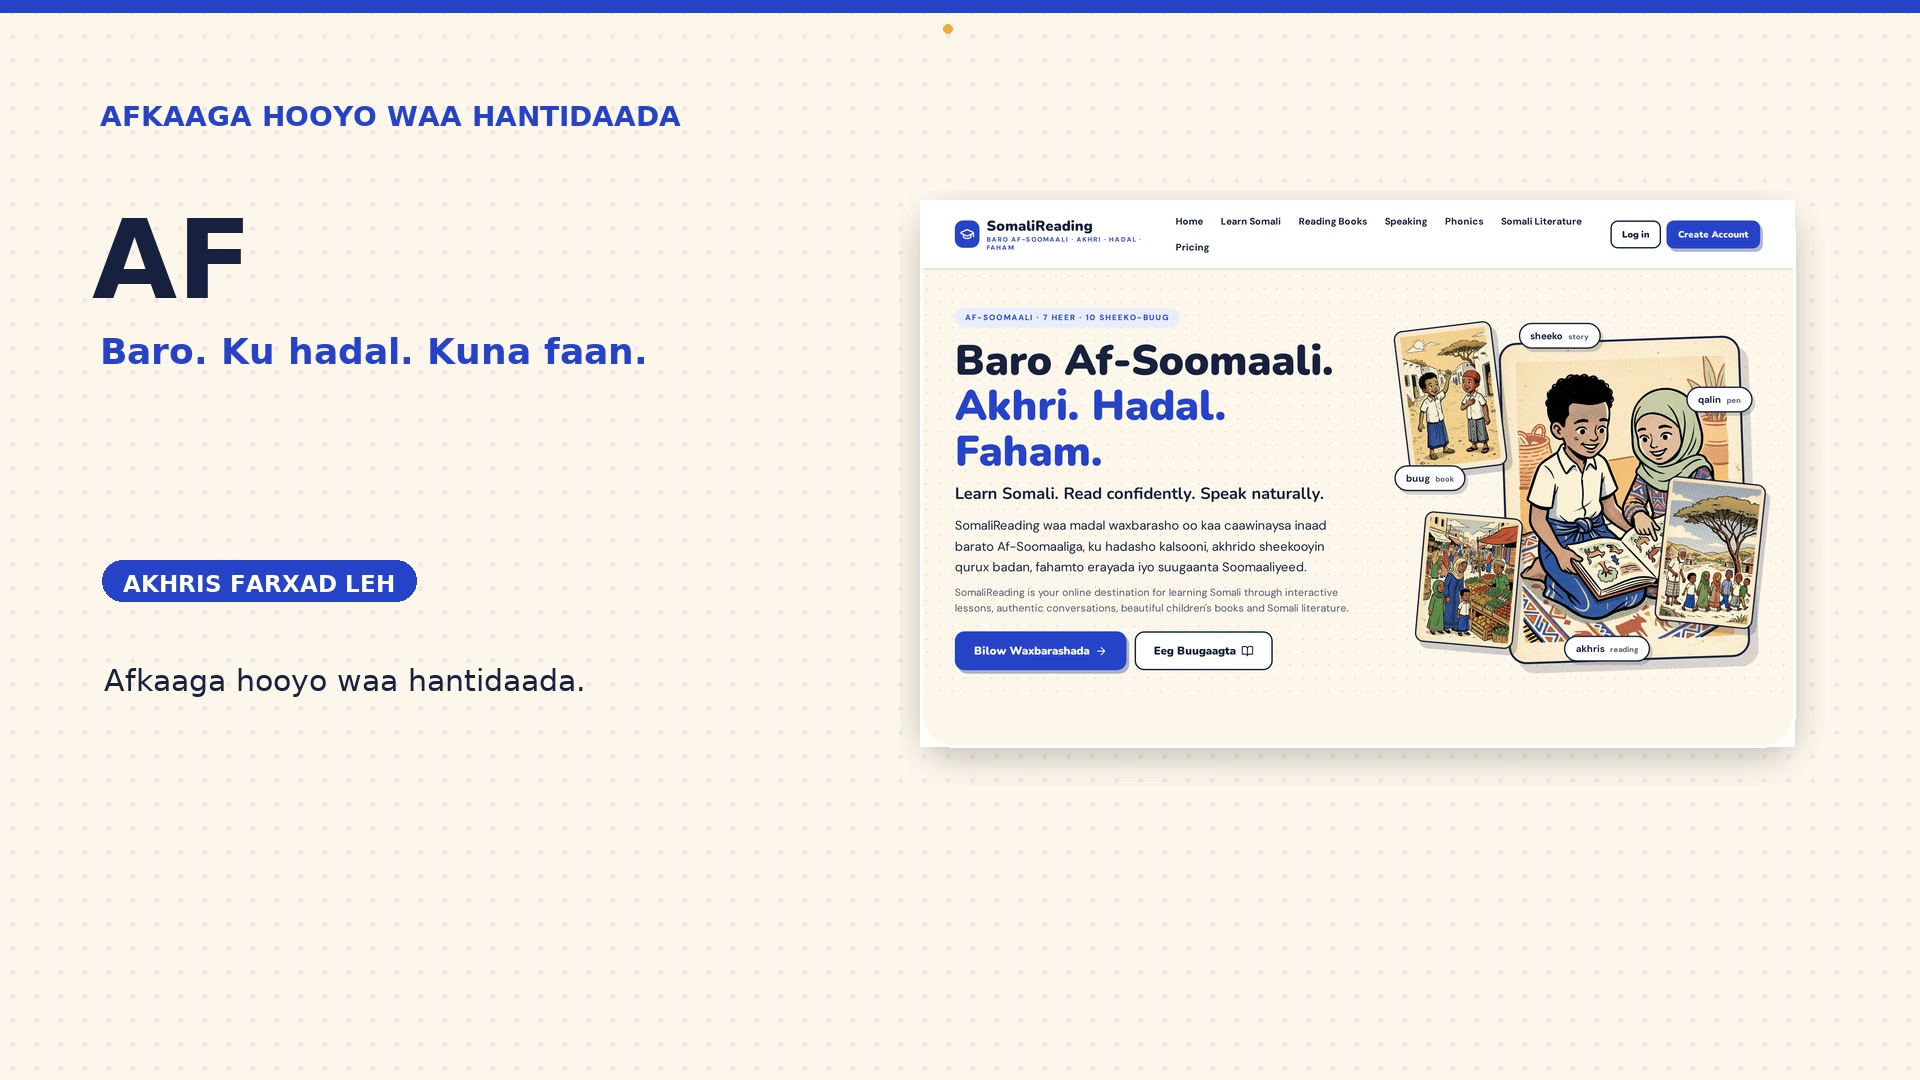 AFKAAGA HOOYO WAA HANTIDAADA
AF
Baro. Ku hadal. Kuna faan.
AKHRIS FARXAD LEH
Afkaaga hooyo waa hantidaada.
SomaliReading
BARO AF-SOOMAALI · AKHRI · HADAL ·
FAHAM
Home Learn Somali Reading Books Speaking Phonics Somali Literature
Pricing
Log in
Create Account
AF-SOOMAALI · 7 HEER · 10 SHEEKO-BUUG
Baro Af-Soomaali.
Akhri. Hadal.
Faham.
Learn Somali. Read confidently. Speak naturally.
SomaliReading waa madal waxbarasho oo kaa caawinaysa inaad
barato Af-Soomaaliga, ku hadasho kalsooni, akhrido sheekooyin
qurux badan, fahamto erayada iyo suugaanta Soomaaliyeed.
SomaliReading is your online destination for learning Somali through interactive
lessons, authentic conversations, beautiful children's books and Somali literature.
Bilow Waxbarashada →
Eeg Buugaagta
sheeko story
qalin pen
buug book
akhris reading